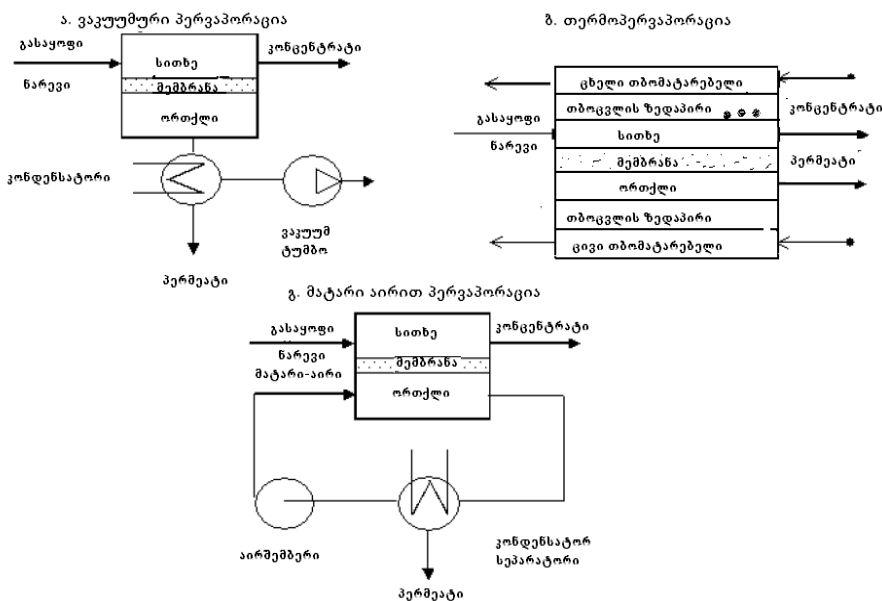 ა. ვაკუუმური პერვაპორაცია
გასაყოფი
ნარევი
სითხე
მემბრანა
ორთქლი
კონცენტრატი
კონდენსატორი
ვაკუუმ
ტუმბო
პერმეატი
ბ. თერმოპერვაპორაცია
ცხელი თბომატარებელი
თბოცვლის ზედაპირი
გასაყოფი
ნარევი
სითხე
მემბრანა
ორთქლი
თბოცვლის ზედაპირი
ცივი თბომატარებელი
კონცენტრატი
პერმეატი
გ. მატარი აირით პერვაპორაცია
გასაყოფი
ნარევი
მატარი-აირი
სითხე
მემბრანა
ორთქლი
კონცენტრატი
აირშემბერი
კონდენსატორ
სეპარატორი
პერმეატი